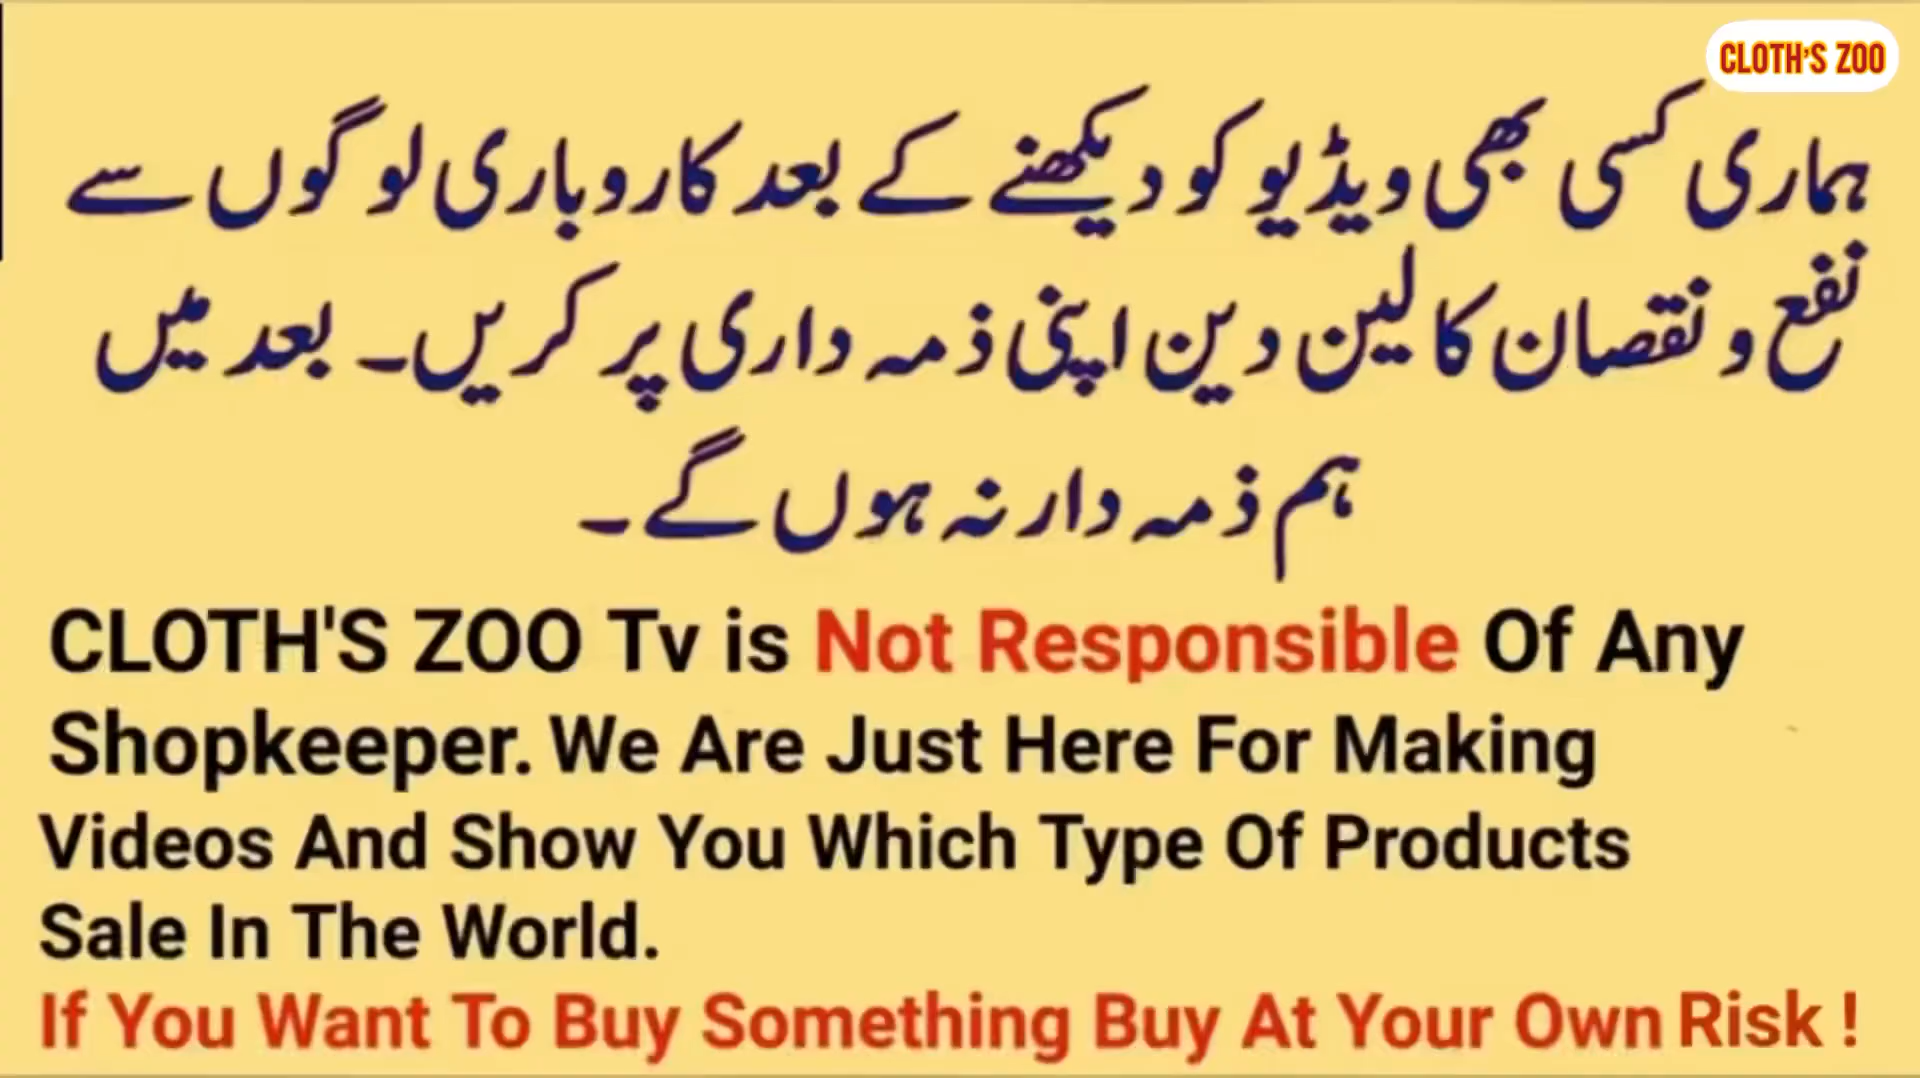 CLOTH'S ZOO
ہماری کسی بھی ویڈیو کو دیکھنے کے بعد کاروباری لوگوں سے
نفع و نقصان کا لین دین اپنی ذمہ داری پر کریں۔ بعد میں
ہم ذمہ دار نہ ہوں گے۔
CLOTH'S ZOO Tv is Not Responsible Of Any
Shopkeeper. We Are Just Here For Making
Videos And Show You Which Type Of Products
Sale In The World.
If You Want To Buy Something Buy At Your Own Risk !